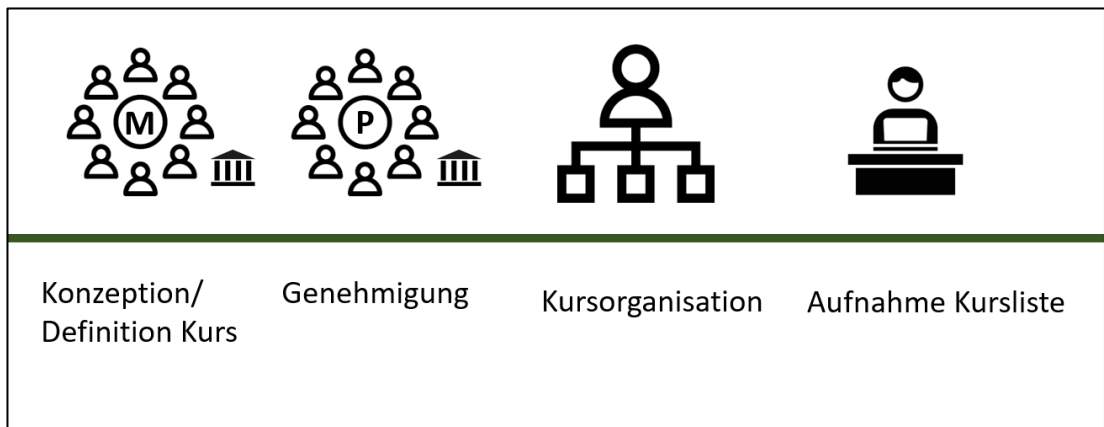 M
P
Konzeption/
Definition Kurs
Genehmigung
Kursorganisation
Aufnahme Kursliste